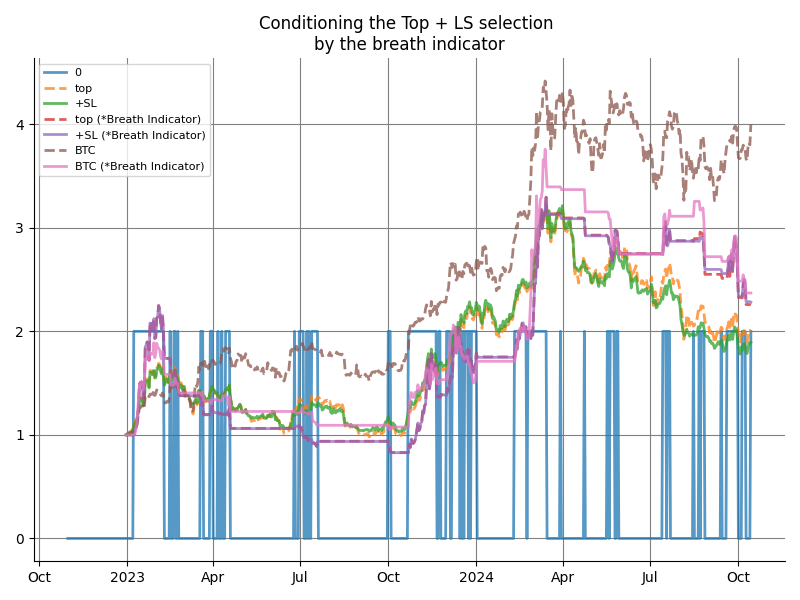 Conditioning the Top + LS selection
by the breath indicator
0
top
+SL
top (*Breath Indicator)
+SL (*Breath Indicator)
BTC
BTC (*Breath Indicator)
4
3
2
1
0
Oct
2023
Apr
Jul
Oct
2024
Apr
Jul
Oct